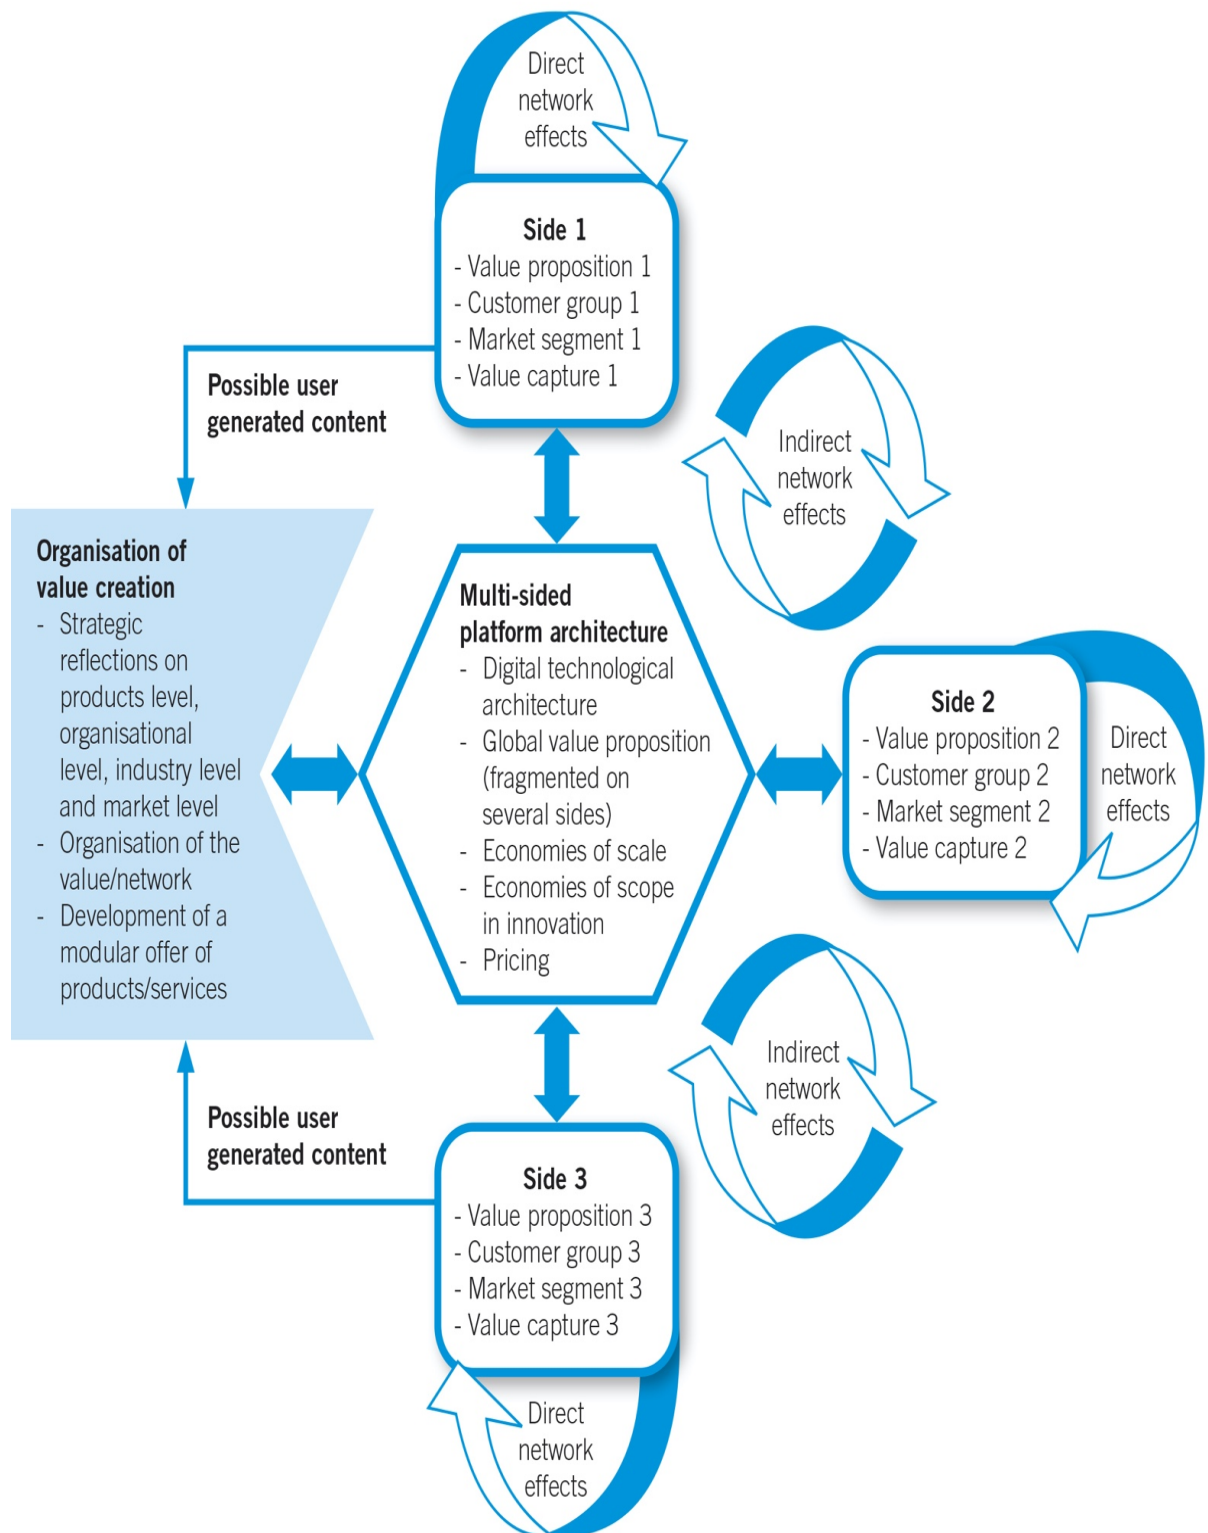 Direct
network
effects
Side 1
- Value proposition 1
- Customer group 1
- Market segment 1
- Value capture 1
Possible user
generated content
Indirect
network
effects
Organisation of
value creation
- Strategic
reflections on
products level,
organisational
level, industry level
and market level
- Organisation of the
value/network
- Development of a
modular offer of
products/services
Multi-sided
platform architecture
- Digital technological
architecture
- Global value proposition
(fragmented on
several sides)
- Economies of scale
- Economies of scope
in innovation
- Pricing
Side 2
- Value proposition 2
- Customer group 2
- Market segment 2
- Value capture 2
Direct
network
effects
Indirect
network
effects
Possible user
generated content
Side 3
- Value proposition 3
- Customer group 3
- Market segment 3
- Value capture 3
Direct
network
effects